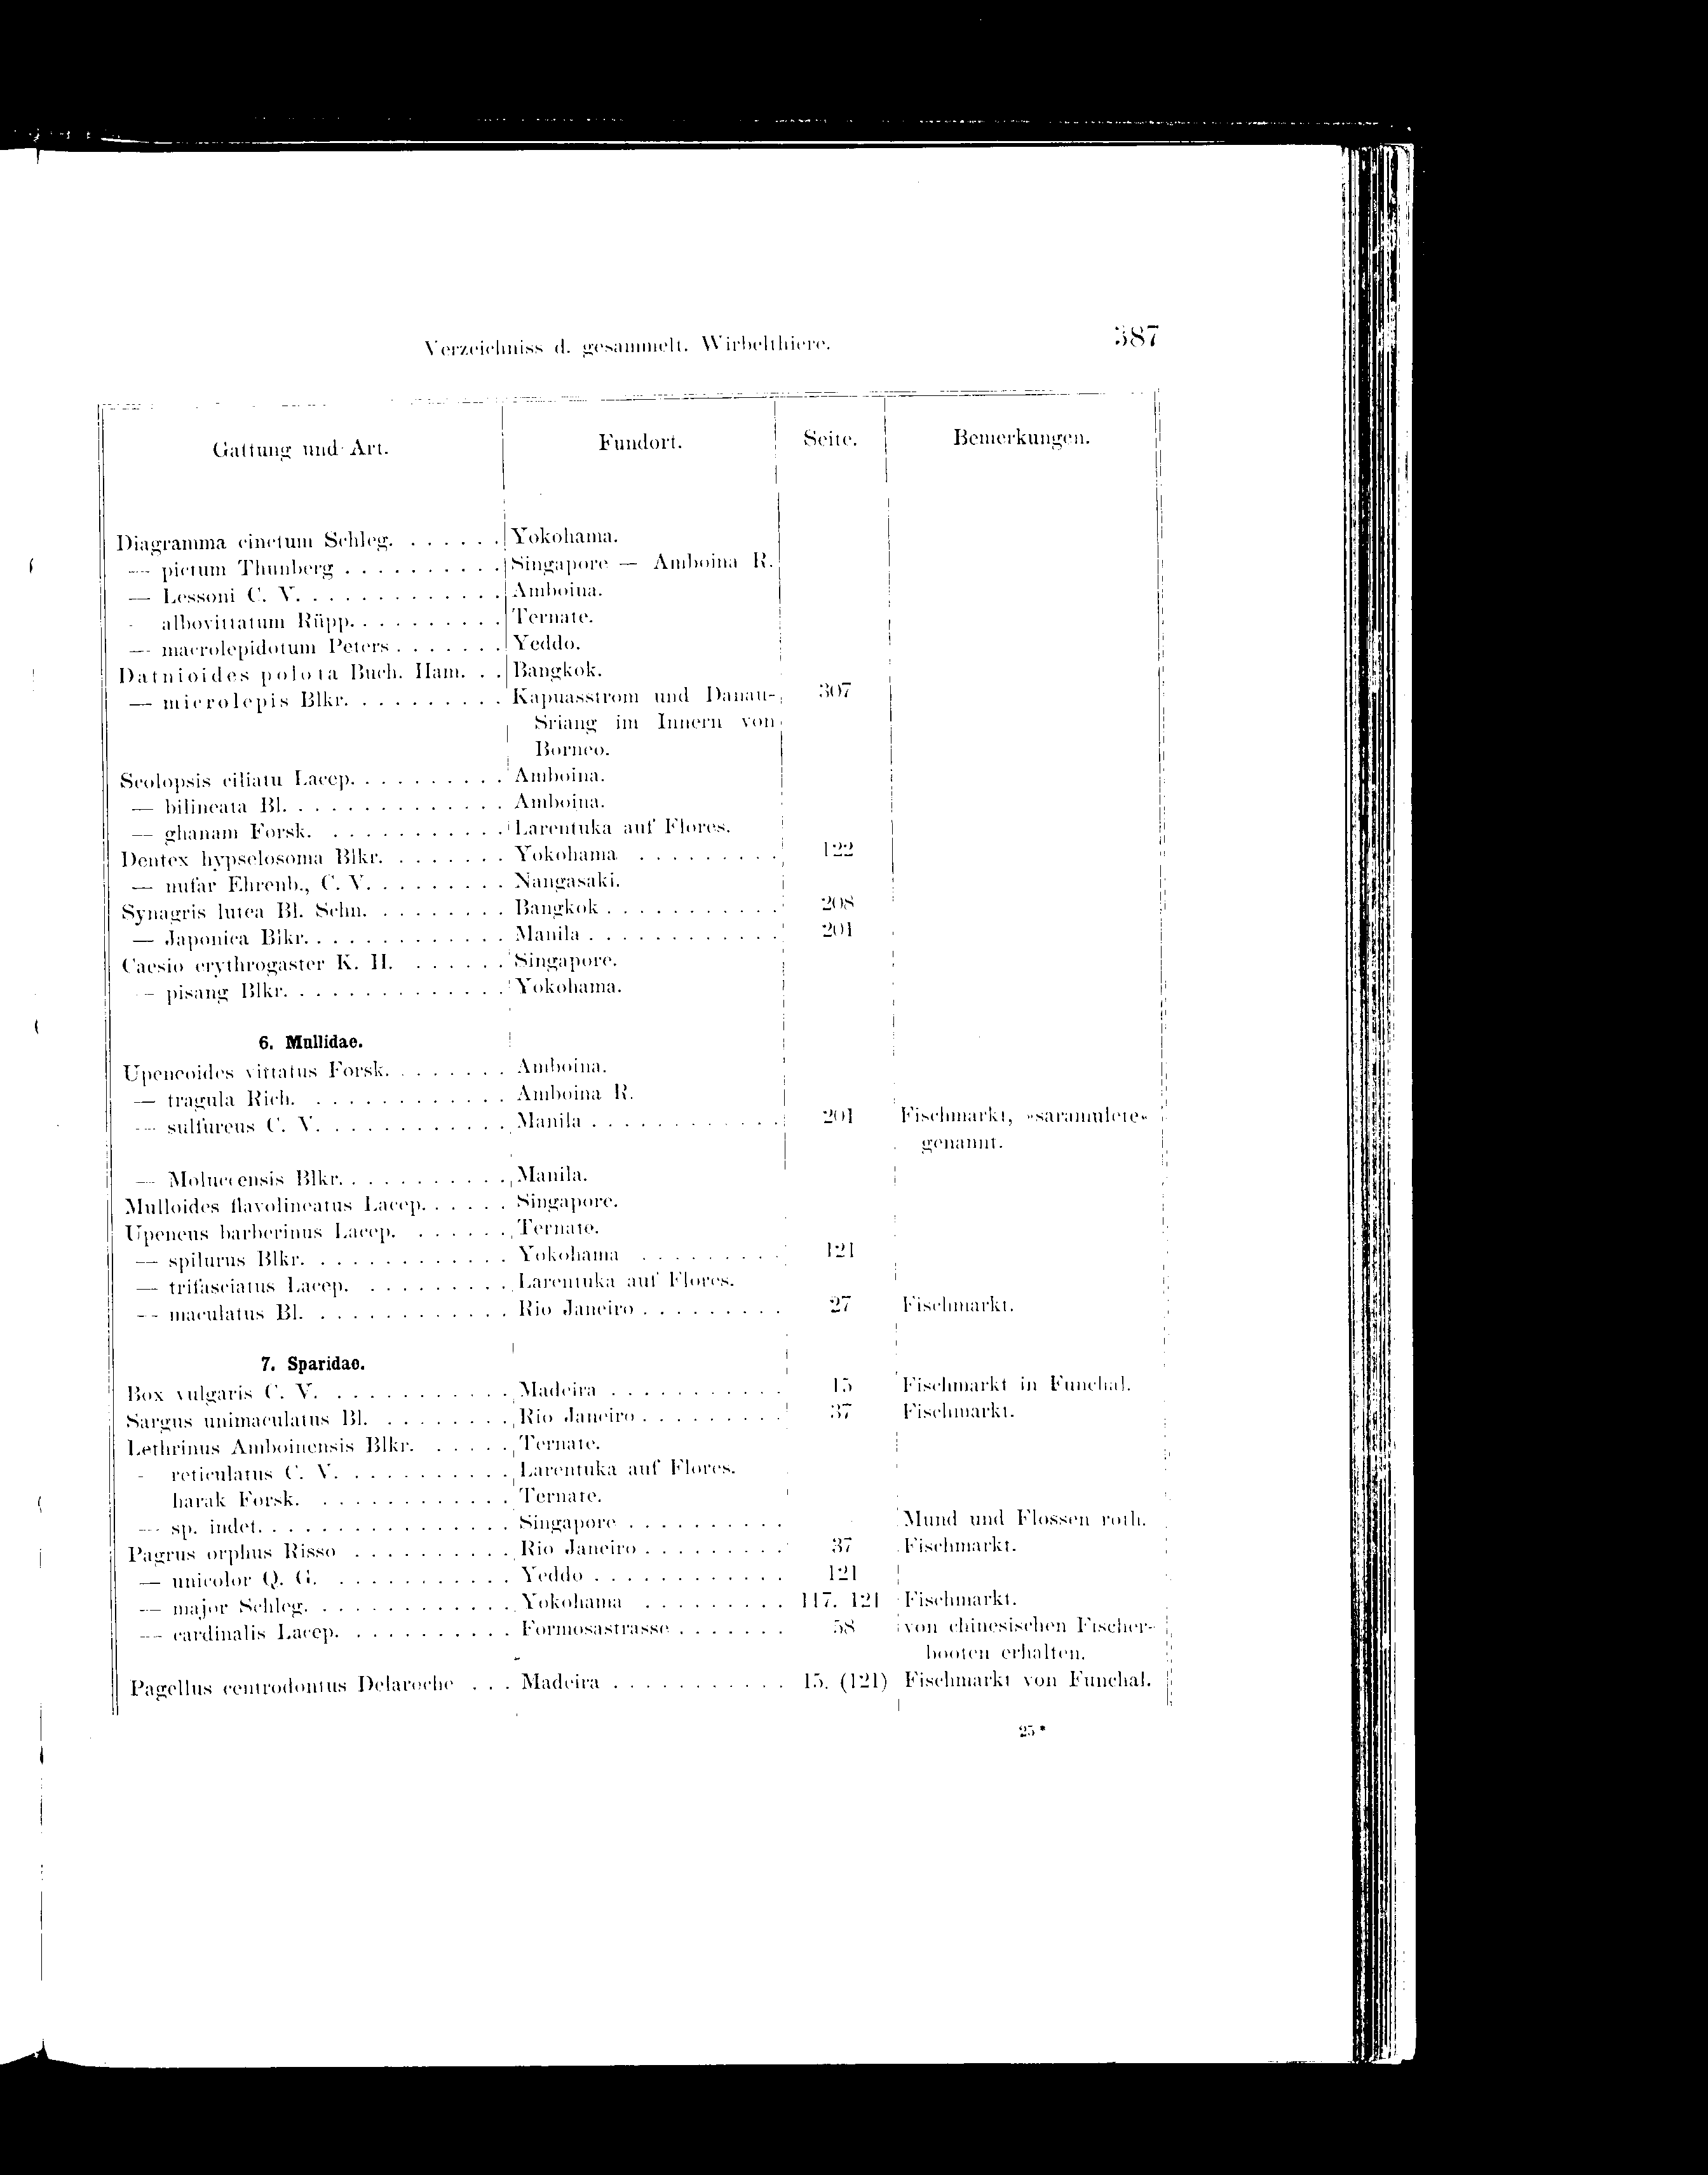 Verzeichniss d. gesammelt. Wirbelthiere. 387
Gattung und Art. Fundort. Seite. Bemerkungen.
Diagramma cinctum Schleg. . . . . . . Yokohama.
— pictum Thunberg . . . . . . . . . . Singapore — Amboina R.
— Lessoni C. V. . . . . . . . . . . . . Amboina.
- albovittatum Rüpp. . . . . . . . . . Ternate.
— macrolepidotum Peters . . . . . . . Yeddo.
Datnioides polota Buch. Ham. . . Bangkok.
— microlepis Blkr. . . . . . . . . . Kapuasstrom und Danau- 307
Sriang im Innern von
Borneo.
Scolopsis ciliatu Lacep. . . . . . . . . . Amboina.
— bilineata Bl. . . . . . . . . . . . . . Amboina.
— ghanam Forsk. . . . . . . . . . . . Larentuka auf Flores.
Dentex hypselosoma Blkr. . . . . . . . Yokohama . . . . . . . . . 122
— nufar Ehrenb., C. V. . . . . . . . . Nangasaki.
Synagris lutea Bl. Schn. . . . . . . . . Bangkok . . . . . . . . . . . 208
— Japonica Blkr. . . . . . . . . . . . . Manila . . . . . . . . . . . . 201
Caesio erythrogaster K. H. . . . . . . Singapore.
— pisang Blkr. . . . . . . . . . . . . . Yokohama.
6. Mullidae.
Upeneoides vittatus Forsk. . . . . . . . Amboina.
— tragula Rich. . . . . . . . . . . . . Amboina R.
— sulfureus C. V. . . . . . . . . . . . Manila . . . . . . . . . . . . 201 Fischmarkt, »saramulete«
genannt.
— Moluccensis Blkr. . . . . . . . . . . Manila.
Mulloides flavolineatus Lacep. . . . . . Singapore.
Upeneus barberinus Lacep. . . . . . . Ternate.
— spilurus Blkr. . . . . . . . . . . . . Yokohama . . . . . . . . . 121
— trifasciatus Lacep. . . . . . . . . . Larentuka auf Flores.
— maculatus Bl. . . . . . . . . . . . . Rio Janeiro . . . . . . . . . 27 Fischmarkt.
7. Sparidae.
Box vulgaris C. V. . . . . . . . . . . . Madeira . . . . . . . . . . . 15 Fischmarkt in Funchal.
Sargus unimaculatus Bl. . . . . . . . . Rio Janeiro . . . . . . . . . 37 Fischmarkt.
Lethrinus Amboinensis Blkr. . . . . . Ternate.
- reticulatus C. V. . . . . . . . . . . Larentuka auf Flores.
harak Forsk. . . . . . . . . . . . . Ternate.
— sp. indet. . . . . . . . . . . . . . . . Singapore . . . . . . . . . . Mund und Flossen roth.
Pagrus orphus Risso . . . . . . . . . . Rio Janeiro . . . . . . . . . 37 Fischmarkt.
— unicolor Q. G. . . . . . . . . . . . Yeddo . . . . . . . . . . . . 121
— major Schleg. . . . . . . . . . . . . Yokohama . . . . . . . . . 117. 121 Fischmarkt.
— cardinalis Lacep. . . . . . . . . . . Formosastrasse . . . . . . . 58 von chinesischen Fischer-
booten erhalten.
Pagellus centrodontus Delaroche . . . Madeira . . . . . . . . . . . 15. (121) Fischmarkt von Funchal.
25*